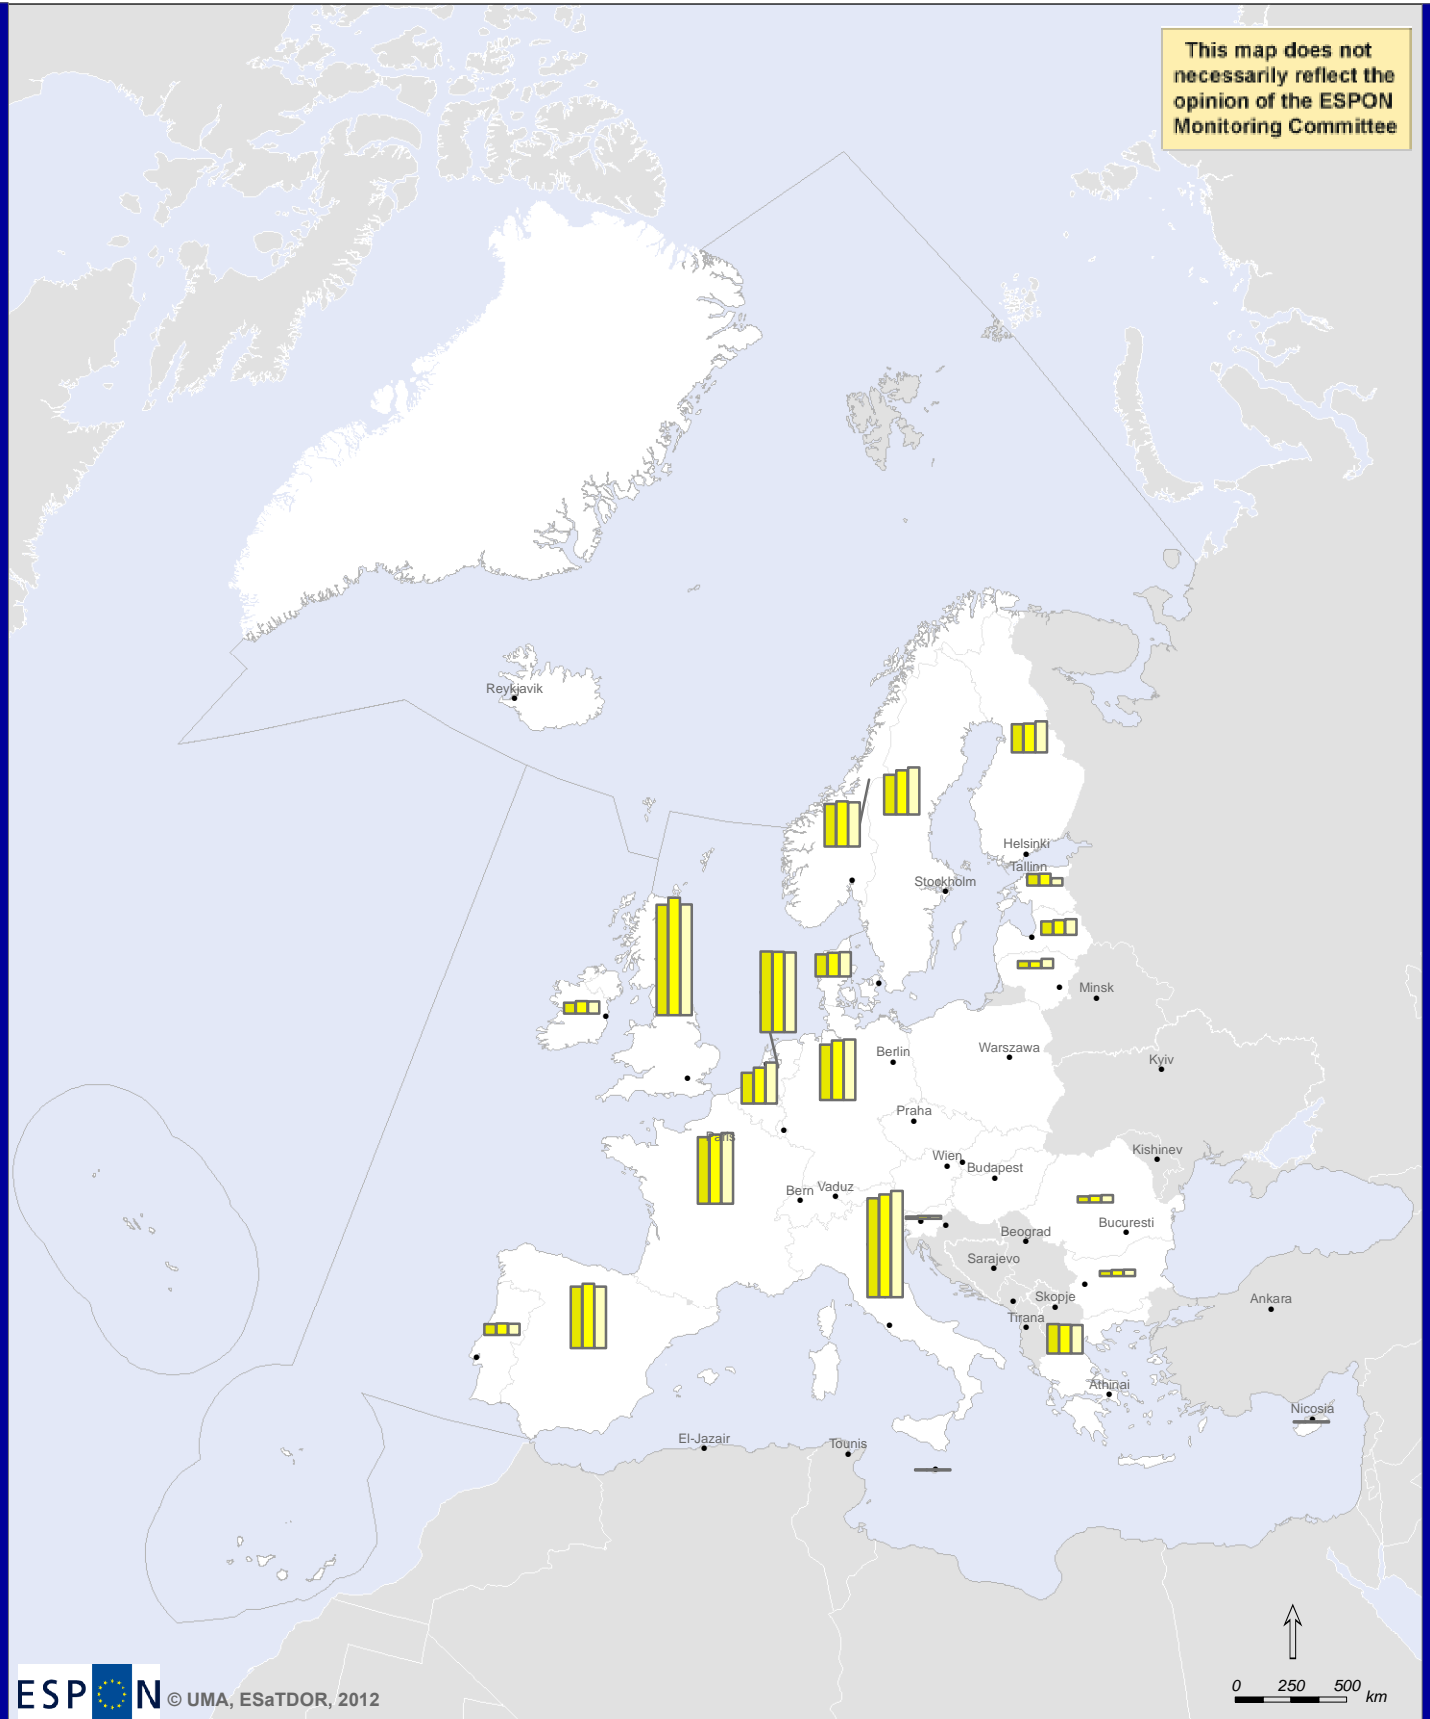 This map does not
necessarily reflect the
opinion of the ESPON
Monitoring Committee
Reykjavik
Helsinki
Tallinn
Stockholm
Minsk
Berlin
Warszawa
Kyiv
Praha
Paris
Kishinev
Wien
Budapest
Bern
Vaduz
Bucuresti
Beograd
Sarajevo
Skopje
Ankara
Tirana
Athinai
Nicosia
El-Jazair
Tounis
0 250 500
km
ESPON © UMA, ESaTDOR, 2012